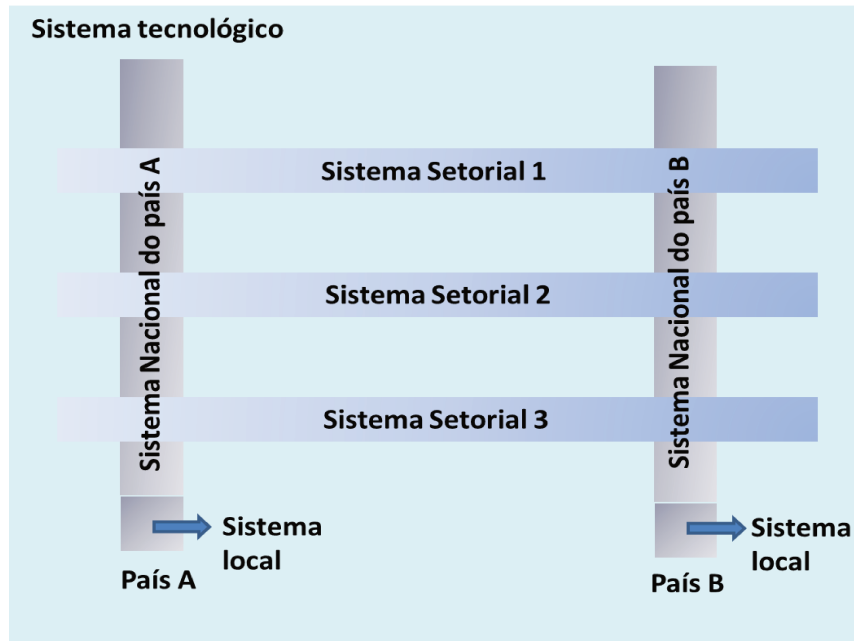 Sistema tecnológico
Sistema Nacional do país A
Sistema Nacional do país B
Sistema Setorial 1
Sistema Setorial 2
Sistema Setorial 3
Sistema
local
País A
Sistema
local
País B